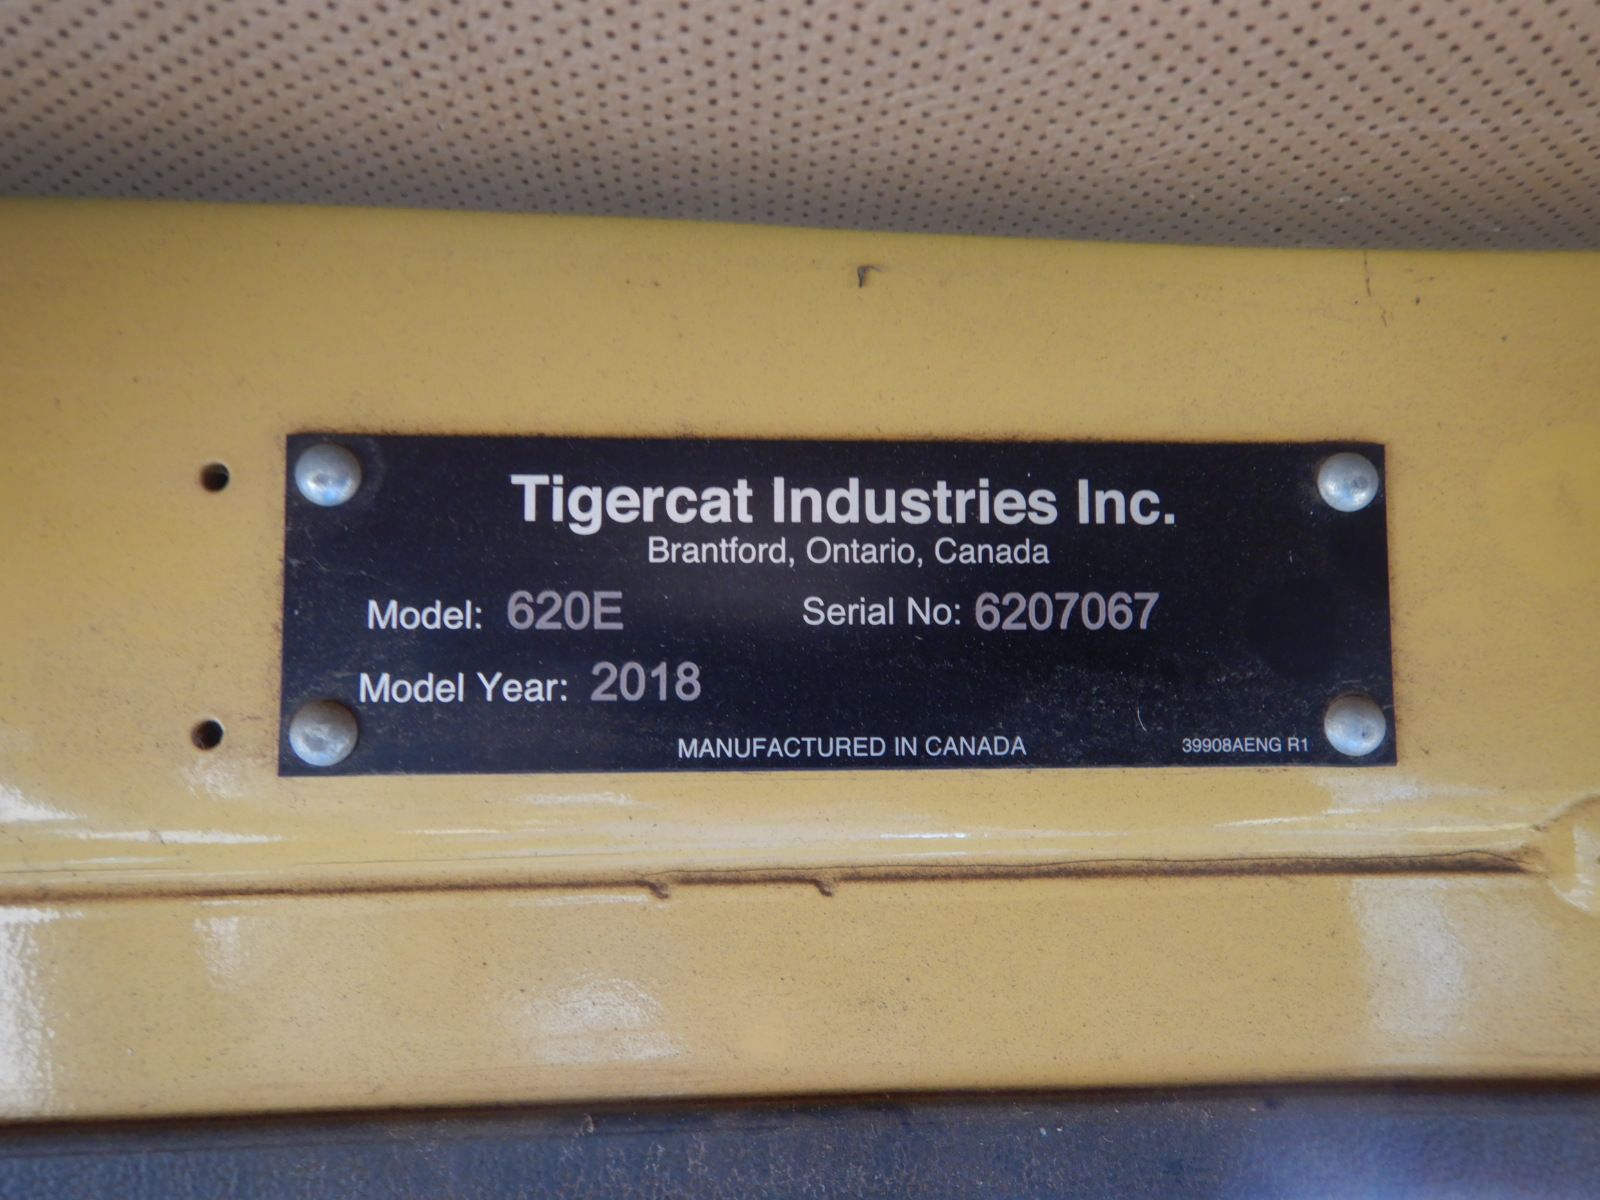 Tigercat Industries Inc.
Brantford, Ontario, Canada
Model: 620E Serial No: 6207067
Model Year: 2018
MANUFACTURED IN CANADA 39908AENG R1